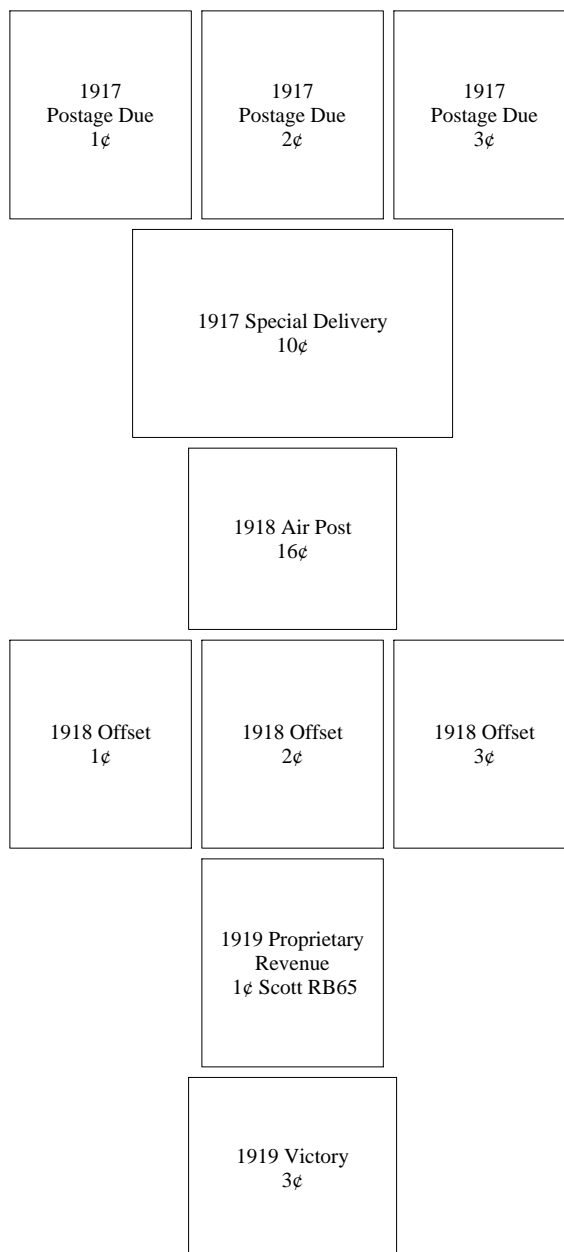 1917
Postage Due
1¢
1917
Postage Due
2¢
1917
Postage Due
3¢
1917 Special Delivery
10¢
1918 Air Post
16¢
1918 Offset
1¢
1918 Offset
2¢
1918 Offset
3¢
1919 Proprietary
Revenue
1¢ Scott RB65
1919 Victory
3¢